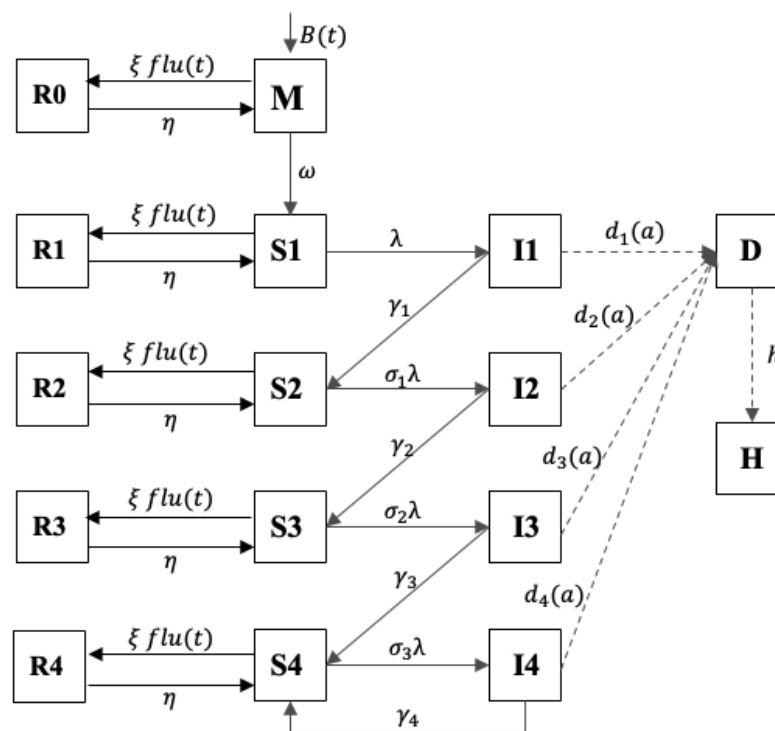 B(t)
ξ flu(t)
R0
M
η
ω
ξ flu(t)
λ
d₁(a)
R1
S1
I1
D
η
γ₁
d₂(a)
ξ flu(t)
σ₁λ
h
R2
S2
I2
η
γ₂
d₃(a)
H
ξ flu(t)
σ₂λ
R3
S3
I3
η
γ₃
d₄(a)
ξ flu(t)
σ₃λ
R4
S4
I4
η
γ₄